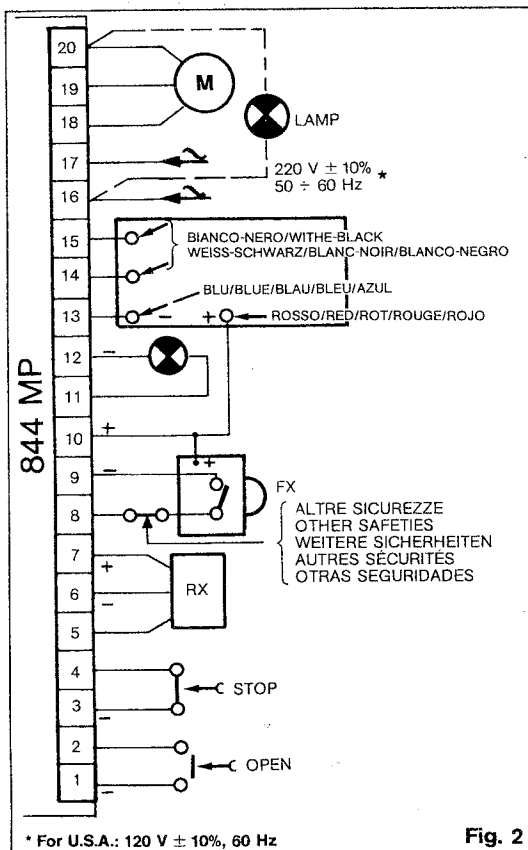 20
M
19
LAMP
18
17
220 V ± 10% *
50 ÷ 60 Hz
16
15
BIANCO-NERO/WITHE-BLACK
WEISS-SCHWARZ/BLANC-NOIR/BLANCO-NEGRO
14
BLU/BLUE/BLAU/BLEU/AZUL
13
− +
ROSSO/RED/ROT/ROUGE/ROJO
12 −
11
844 MP
10 +
9 −
+
FX
8
ALTRE SICUREZZE
OTHER SAFETIES
WEITERE SICHERHEITEN
AUTRES SÉCURITÉS
OTRAS SEGURIDADES
7 +
RX
6 −
5
4
STOP
3 −
2
OPEN
1 −
* For U.S.A.: 120 V ± 10%, 60 Hz
Fig. 2